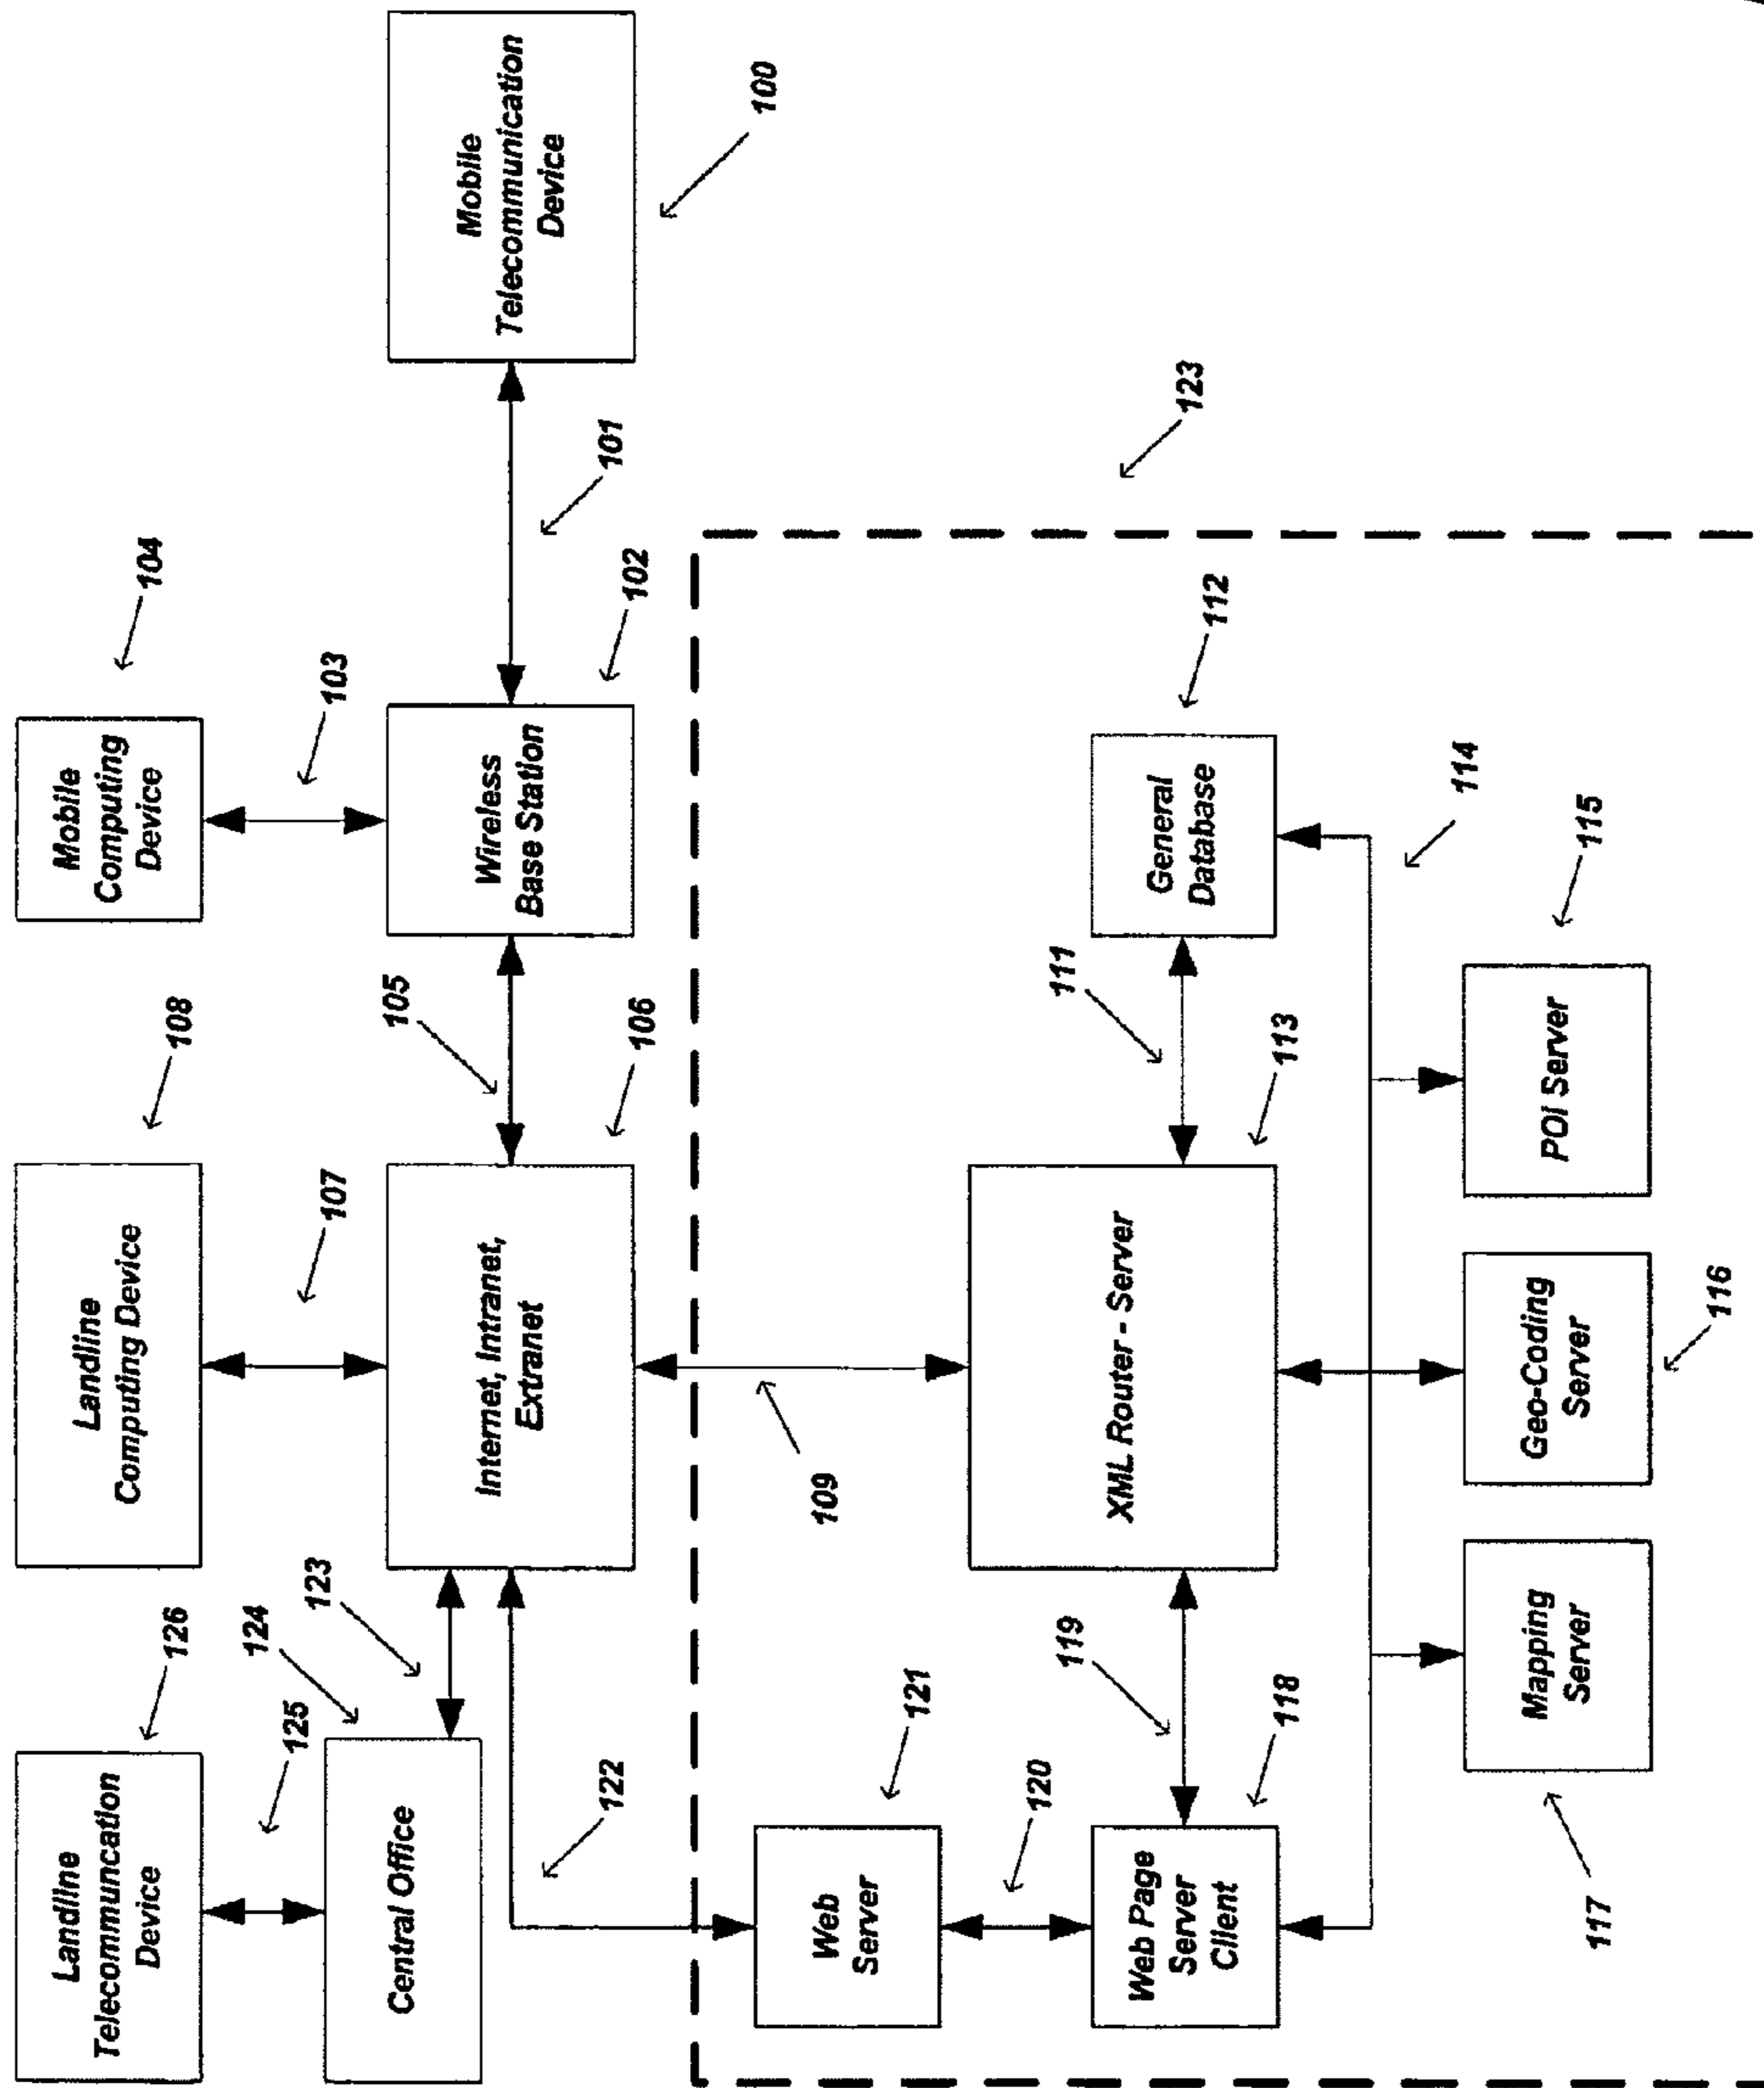 Landline
Telecommuncation
Device
126
Landline
Computing Device
108
Mobile
Computing
Device
104
125
124
123
107
103
Central Office
105
Internet, Intranet,
Extranet
Wireless
Base Station
Mobile
Telecommunication
Device
122
106
102
101
100
109
Web
Server
121
120
119
111
123
Web Page
Server
Client
XML Router - Server
General
Database
112
118
113
114
117
Mapping
Server
Geo-Coding
Server
POI Server
115
116